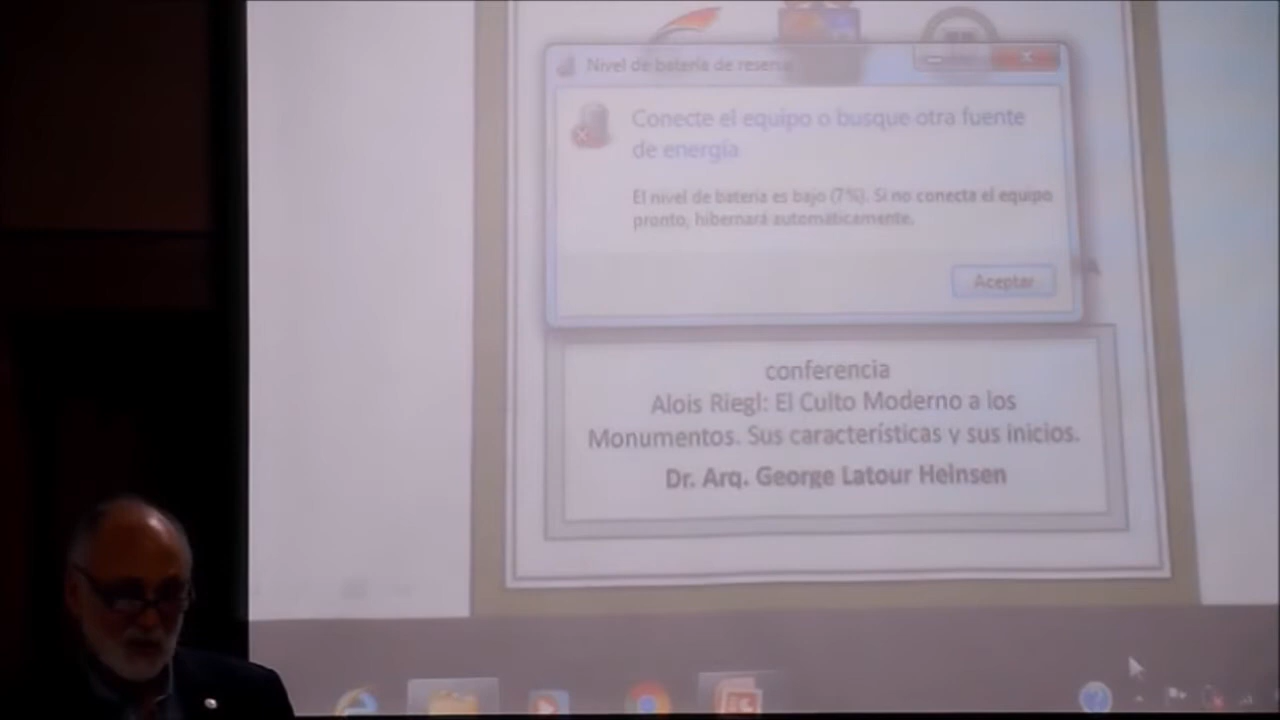 Nivel de batería de reserva
Conecte el equipo o busque otra fuente
de energía
El nivel de batería es bajo (7%). Si no conecta el equipo
pronto, hibernará automáticamente.
Aceptar
conferencia
Alois Riegl: El Culto Moderno a los
Monumentos. Sus características y sus inicios.
Dr. Arq. George Latour Heinsen